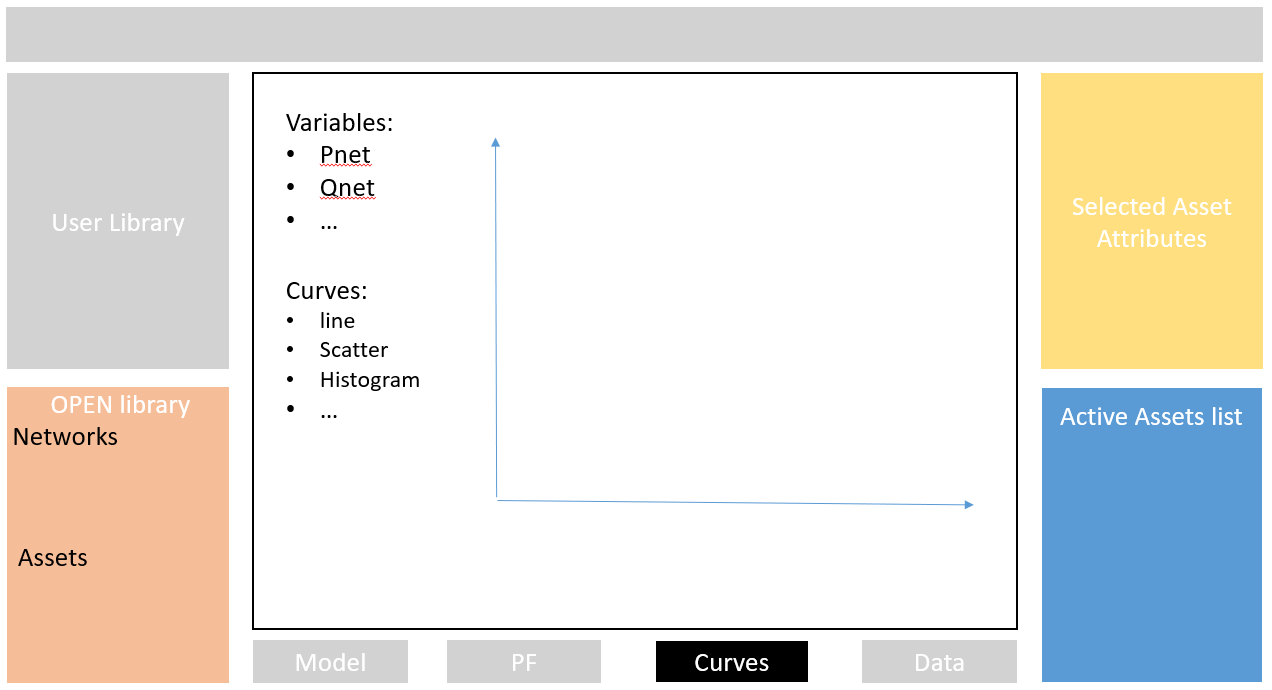 User Library
OPEN library
Networks
Assets
Variables:
• Pnet
• Qnet
• ...
Curves:
• line
• Scatter
• Histogram
• ...
Selected Asset
Attributes
Active Assets list
Model
PF
Curves
Data